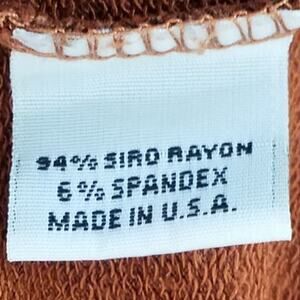 94% SIRO RAYON
6% SPANDEX
MADE IN U.S.A.